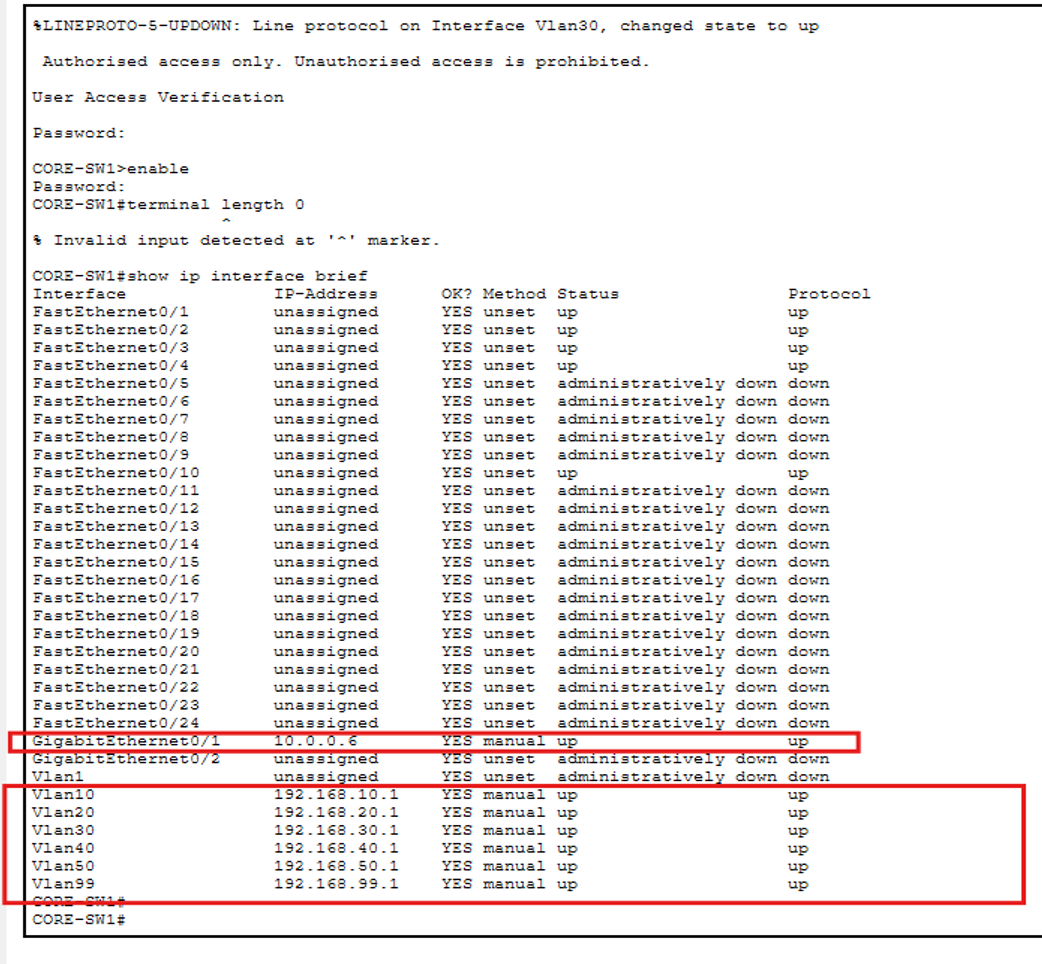 %LINEPROTO-5-UPDOWN: Line protocol on Interface Vlan30, changed state to up
Authorised access only. Unauthorised access is prohibited.
User Access Verification
Password:
CORE-SW1>enable
Password:
CORE-SW1#terminal length 0
^
% Invalid input detected at '^' marker.
CORE-SW1#show ip interface brief
Interface IP-Address OK? Method Status Protocol
FastEthernet0/1 unassigned YES unset up up
FastEthernet0/2 unassigned YES unset up up
FastEthernet0/3 unassigned YES unset up up
FastEthernet0/4 unassigned YES unset up up
FastEthernet0/5 unassigned YES unset administratively down down
FastEthernet0/6 unassigned YES unset administratively down down
FastEthernet0/7 unassigned YES unset administratively down down
FastEthernet0/8 unassigned YES unset administratively down down
FastEthernet0/9 unassigned YES unset administratively down down
FastEthernet0/10 unassigned YES unset up up
FastEthernet0/11 unassigned YES unset administratively down down
FastEthernet0/12 unassigned YES unset administratively down down
FastEthernet0/13 unassigned YES unset administratively down down
FastEthernet0/14 unassigned YES unset administratively down down
FastEthernet0/15 unassigned YES unset administratively down down
FastEthernet0/16 unassigned YES unset administratively down down
FastEthernet0/17 unassigned YES unset administratively down down
FastEthernet0/18 unassigned YES unset administratively down down
FastEthernet0/19 unassigned YES unset administratively down down
FastEthernet0/20 unassigned YES unset administratively down down
FastEthernet0/21 unassigned YES unset administratively down down
FastEthernet0/22 unassigned YES unset administratively down down
FastEthernet0/23 unassigned YES unset administratively down down
FastEthernet0/24 unassigned YES unset administratively down down
GigabitEthernet0/1 10.0.0.6 YES manual up up
GigabitEthernet0/2 unassigned YES unset administratively down down
Vlan1 unassigned YES unset administratively down down
Vlan10 192.168.10.1 YES manual up up
Vlan20 192.168.20.1 YES manual up up
Vlan30 192.168.30.1 YES manual up up
Vlan40 192.168.40.1 YES manual up up
Vlan50 192.168.50.1 YES manual up up
Vlan99 192.168.99.1 YES manual up up
CORE-SW1#
CORE-SW1#